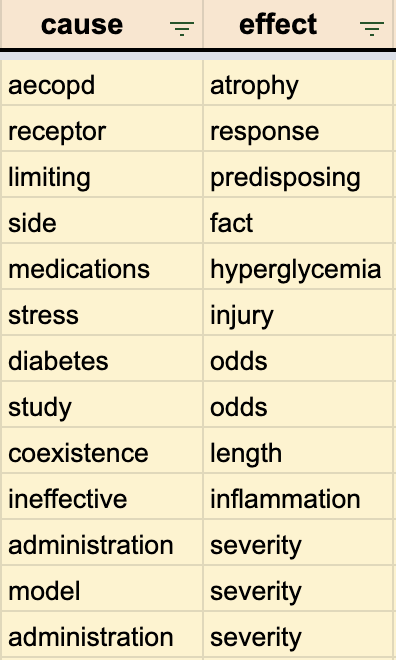 cause effect
aecopd atrophy
receptor response
limiting predisposing
side fact
medications hyperglycemia
stress injury
diabetes odds
study odds
coexistence length
ineffective inflammation
administration severity
model severity
administration severity